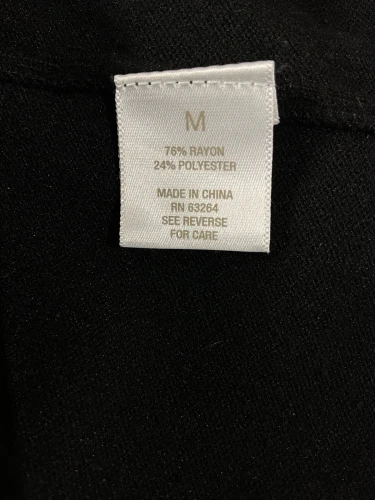 M
76% RAYON
24% POLYESTER
MADE IN CHINA
RN 63264
SEE REVERSE
FOR CARE